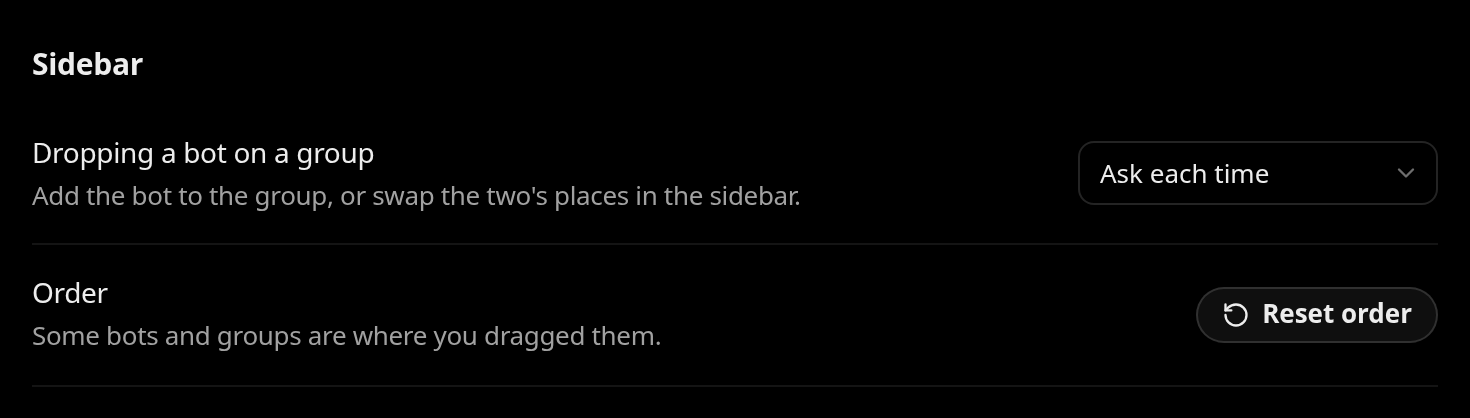 Sidebar
Dropping a bot on a group
Add the bot to the group, or swap the two's places in the sidebar.
Ask each time
Order
Some bots and groups are where you dragged them.
Reset order